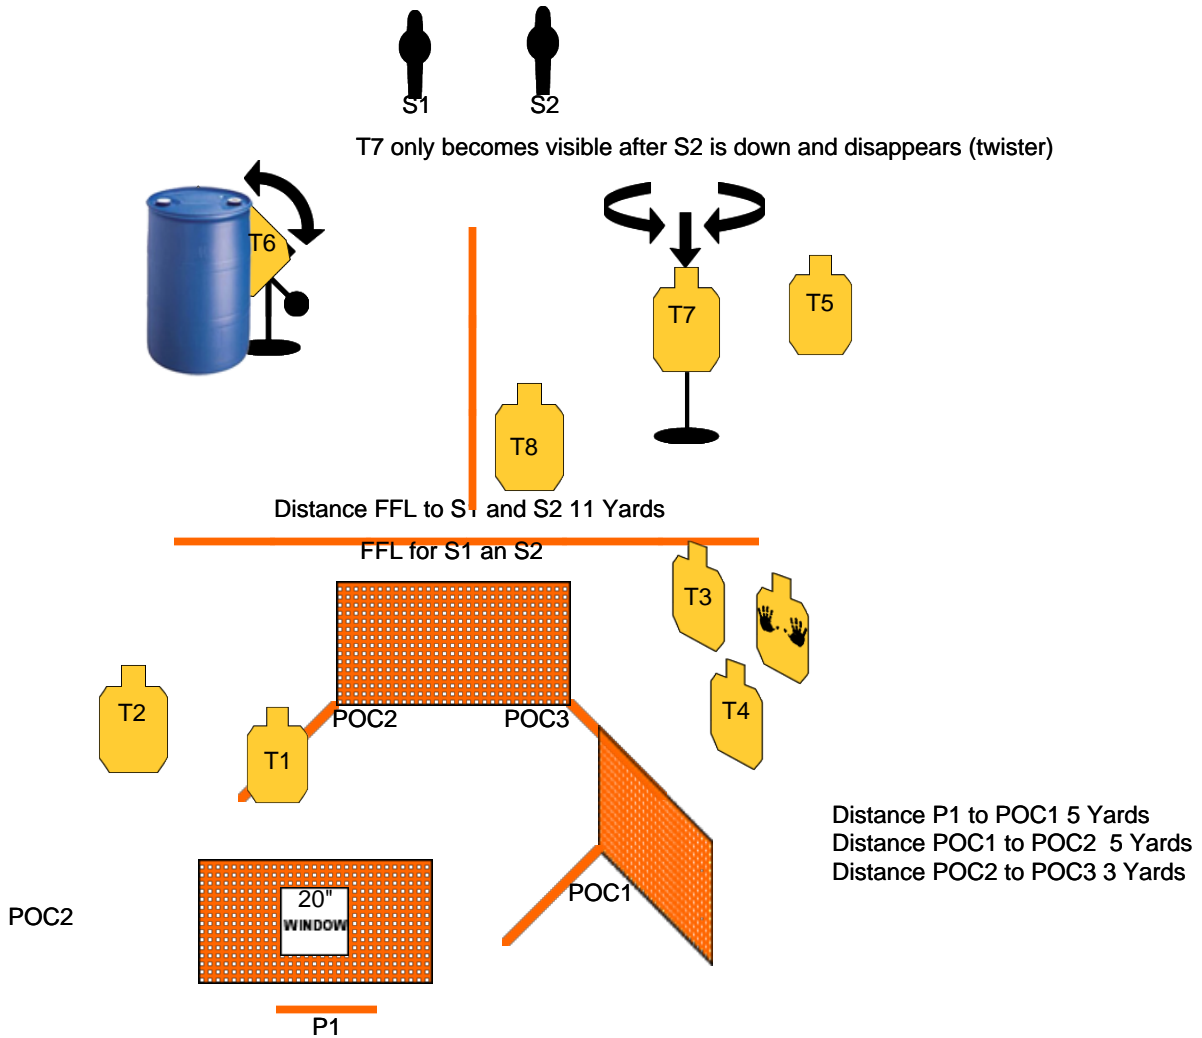 S1
S2
T7 only becomes visible after S2 is down and disappears (twister)
T6
T7
T5
T8
Distance FFL to S1 and S2 11 Yards
FFL for S1 an S2
T3
T2
T1
T4
POC2
POC3
Distance P1 to POC1 5 Yards
Distance POC1 to POC2  5 Yards
Distance POC2 to POC3 3 Yards
POC1
20"
WINDOW
POC2
P1